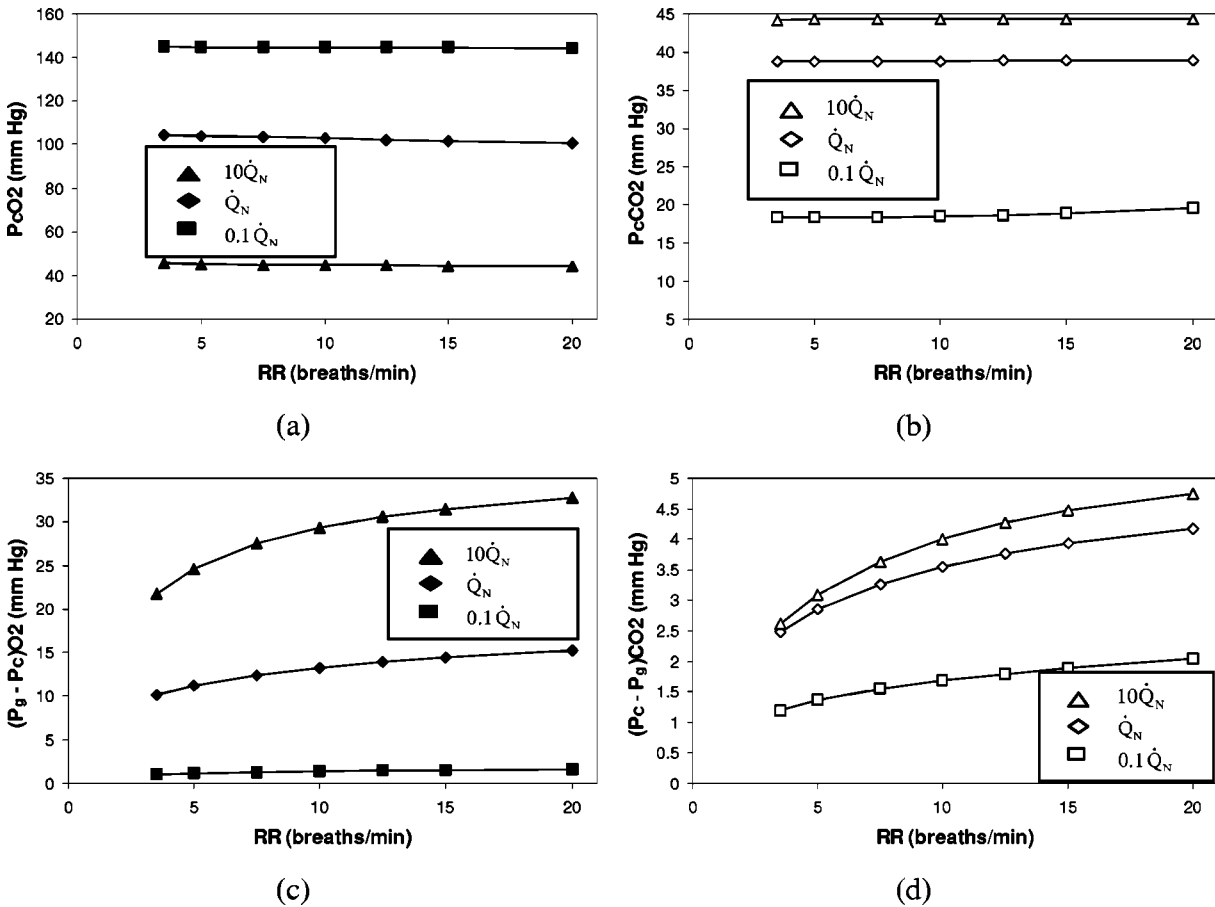 160
140
120
100
80
60
40
20
PcO2 (mm Hg)
10Q̇N
Q̇N
0.1 Q̇N
0 5 10 15 20
RR (breaths/min)
(a)
45
40
35
30
25
20
15
10
5
PcCO2 (mm Hg)
10Q̇N
Q̇N
0.1 Q̇N
0 5 10 15 20
RR (breaths/min)
(b)
35
30
25
20
15
10
5
0
(Pg - Pc)O2 (mm Hg)
10Q̇N
Q̇N
0.1 Q̇N
0 5 10 15 20
RR (breaths/min)
(c)
5
4.5
4
3.5
3
2.5
2
1.5
1
0.5
0
(Pc - Pg)CO2 (mm Hg)
10Q̇N
Q̇N
0.1 Q̇N
0 5 10 15 20
RR (breaths/min)
(d)